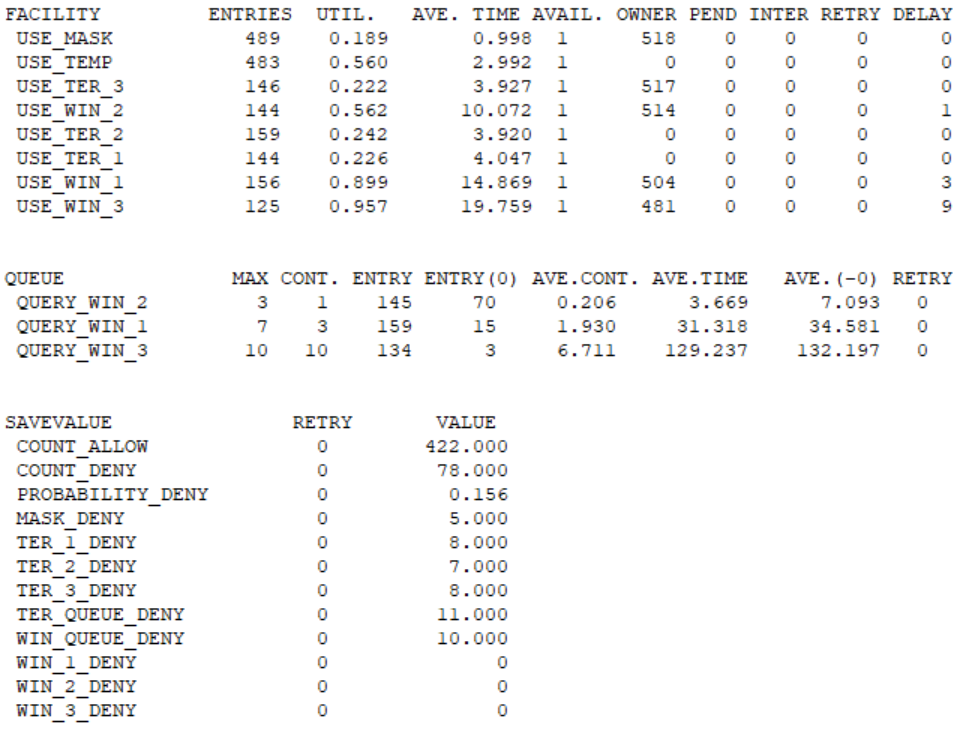 FACILITY ENTRIES UTIL. AVE. TIME AVAIL. OWNER PEND INTER RETRY DELAY
USE_MASK 489 0.189 0.998 1 518 0 0 0 0
USE_TEMP 483 0.560 2.992 1 0 0 0 0 0
USE_TER_3 146 0.222 3.927 1 517 0 0 0 0
USE_WIN_2 144 0.562 10.072 1 514 0 0 0 1
USE_TER_2 159 0.242 3.920 1 0 0 0 0 0
USE_TER_1 144 0.226 4.047 1 0 0 0 0 0
USE_WIN_1 156 0.899 14.869 1 504 0 0 0 3
USE_WIN_3 125 0.957 19.759 1 481 0 0 0 9
QUEUE MAX CONT. ENTRY ENTRY(0) AVE.CONT. AVE.TIME AVE.(-0) RETRY
QUERY_WIN_2 3 1 145 70 0.206 3.669 7.093 0
QUERY_WIN_1 7 3 159 15 1.930 31.318 34.581 0
QUERY_WIN_3 10 10 134 3 6.711 129.237 132.197 0
SAVEVALUE RETRY VALUE
COUNT_ALLOW 0 422.000
COUNT_DENY 0 78.000
PROBABILITY_DENY 0 0.156
MASK_DENY 0 5.000
TER_1_DENY 0 8.000
TER_2_DENY 0 7.000
TER_3_DENY 0 8.000
TER_QUEUE_DENY 0 11.000
WIN_QUEUE_DENY 0 10.000
WIN_1_DENY 0 0
WIN_2_DENY 0 0
WIN_3_DENY 0 0